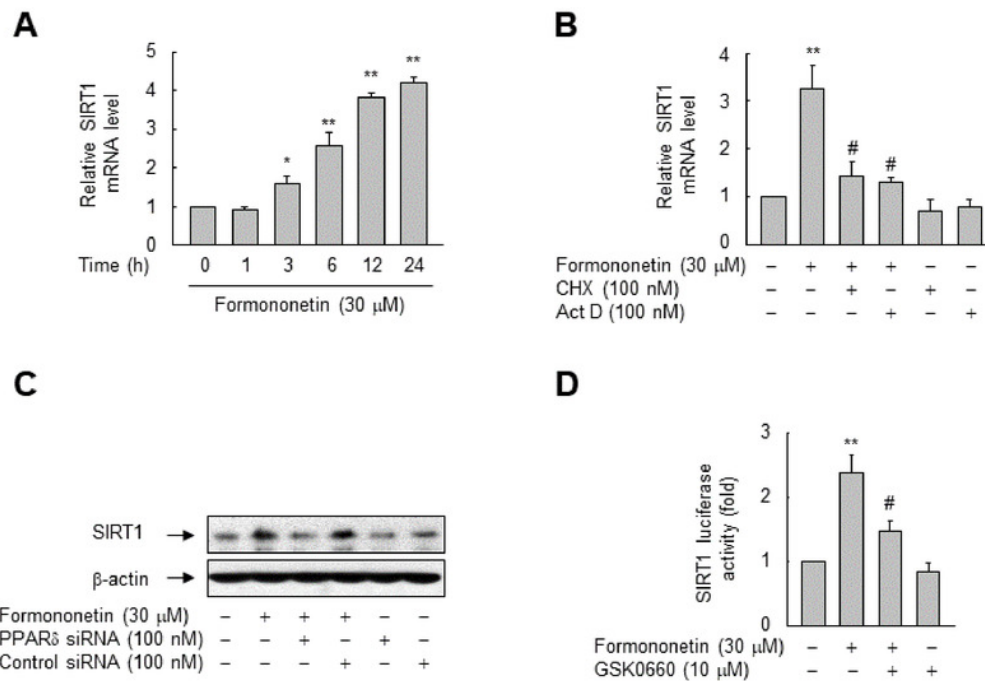 A
5
4
3
2
1
0
Relative SIRT1
mRNA level
* ** ** **
Time (h) 0 1 3 6 12 24
Formononetin (30 μM)
B
4
3
2
1
0
Relative SIRT1
mRNA level
** # #
Formononetin (30 μM) – + + + – –
CHX (100 nM) – – + – + –
Act D (100 nM) – – – + – +
C
SIRT1
β-actin
Formononetin (30 μM) – + + + – –
PPARδ siRNA (100 nM) – – + – + –
Control siRNA (100 nM) – – – + – +
D
3
2
1
0
SIRT1 luciferase
activity (fold)
** #
Formononetin (30 μM) – + + –
GSK0660 (10 μM) – – + +